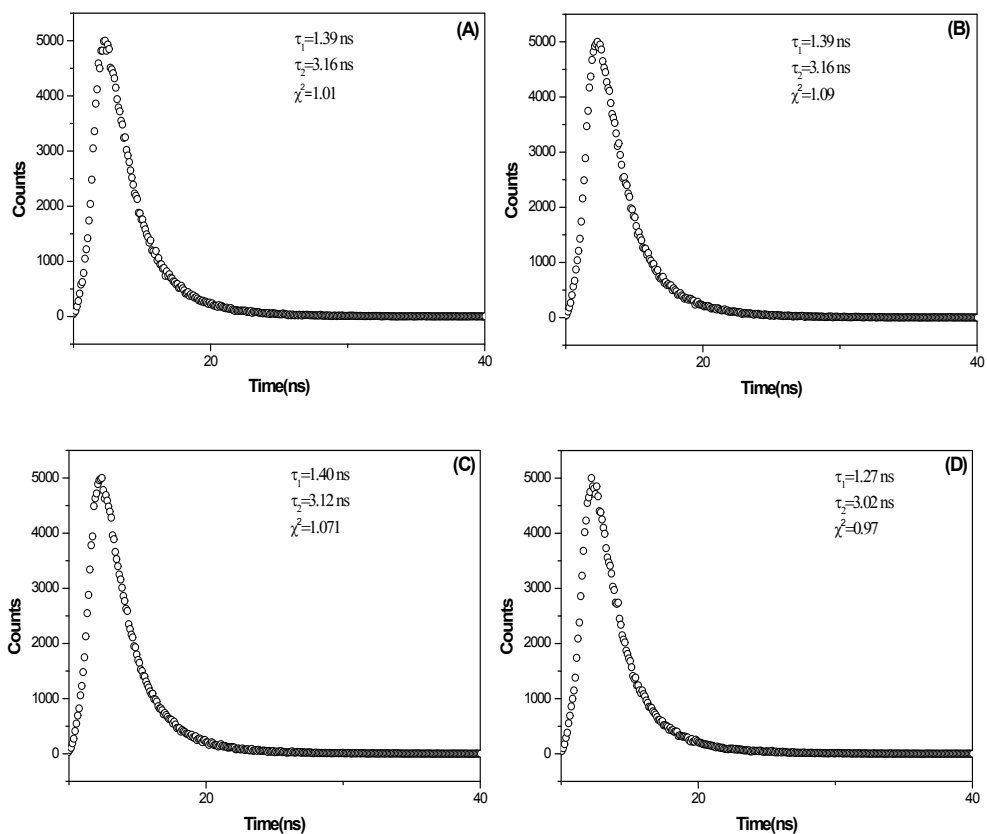 (A)
τ₁=1.39 ns
τ₂=3.16 ns
χ²=1.01
5000
4000
3000
2000
1000
0
Counts
20
40
Time(ns)
(B)
τ₁=1.39 ns
τ₂=3.16 ns
χ²=1.09
5000
4000
3000
2000
1000
0
Counts
20
40
Time(ns)
(C)
τ₁=1.40 ns
τ₂=3.12 ns
χ²=1.071
5000
4000
3000
2000
1000
0
Counts
20
40
Time(ns)
(D)
τ₁=1.27 ns
τ₂=3.02 ns
χ²=0.97
5000
4000
3000
2000
1000
0
Counts
20
40
Time(ns)